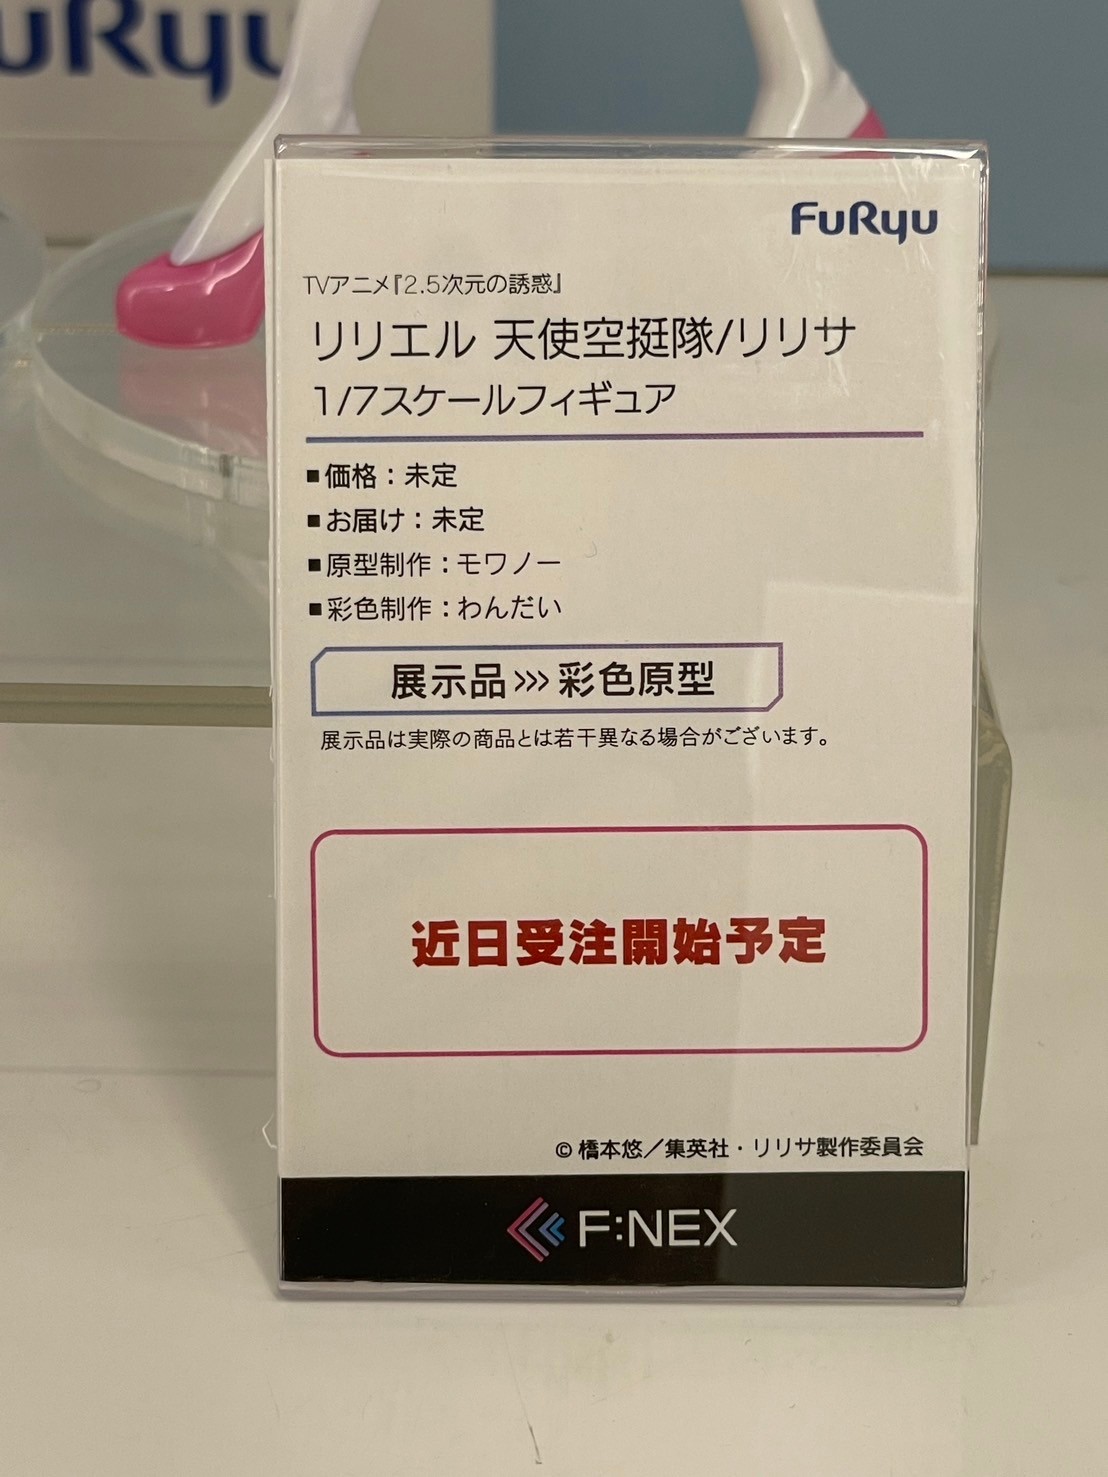 FuRyu
FuRyu
TVアニメ『2.5次元の誘惑』
リリエル 天使空挺隊/リリサ
1/7スケールフィギュア
■価格：未定
■お届け：未定
■原型制作：モワノー
■彩色制作：わんだい
展示品>>>彩色原型
展示品は実際の商品とは若干異なる場合がございます。
近日受注開始予定
© 橋本悠／集英社・リリサ製作委員会
F:NEX